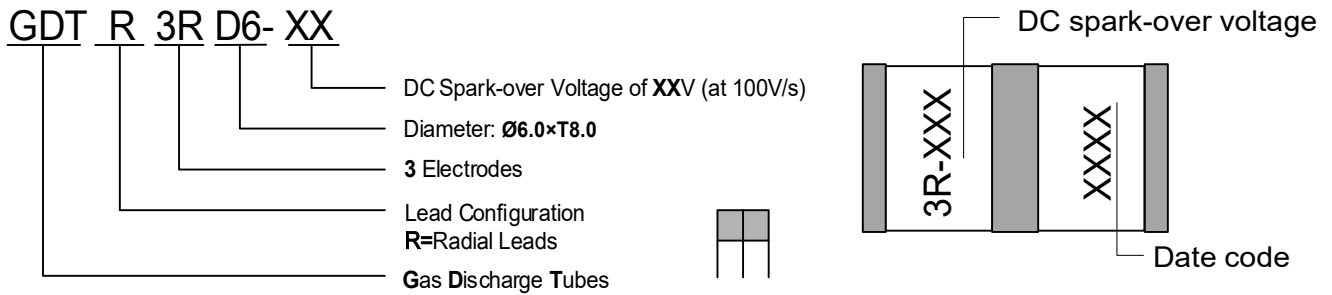 GDT R 3R D6- XX
DC Spark-over Voltage of XXV (at 100V/s)
Diameter: Ø6.0×T8.0
3 Electrodes
Lead Configuration
R=Radial Leads
Gas Discharge Tubes
DC spark-over voltage
3R-XXX
XXXX
Date code